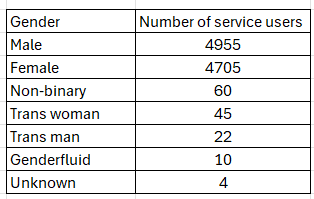 Gender Number of service users
Male 4955
Female 4705
Non-binary 60
Trans woman 45
Trans man 22
Genderfluid 10
Unknown 4